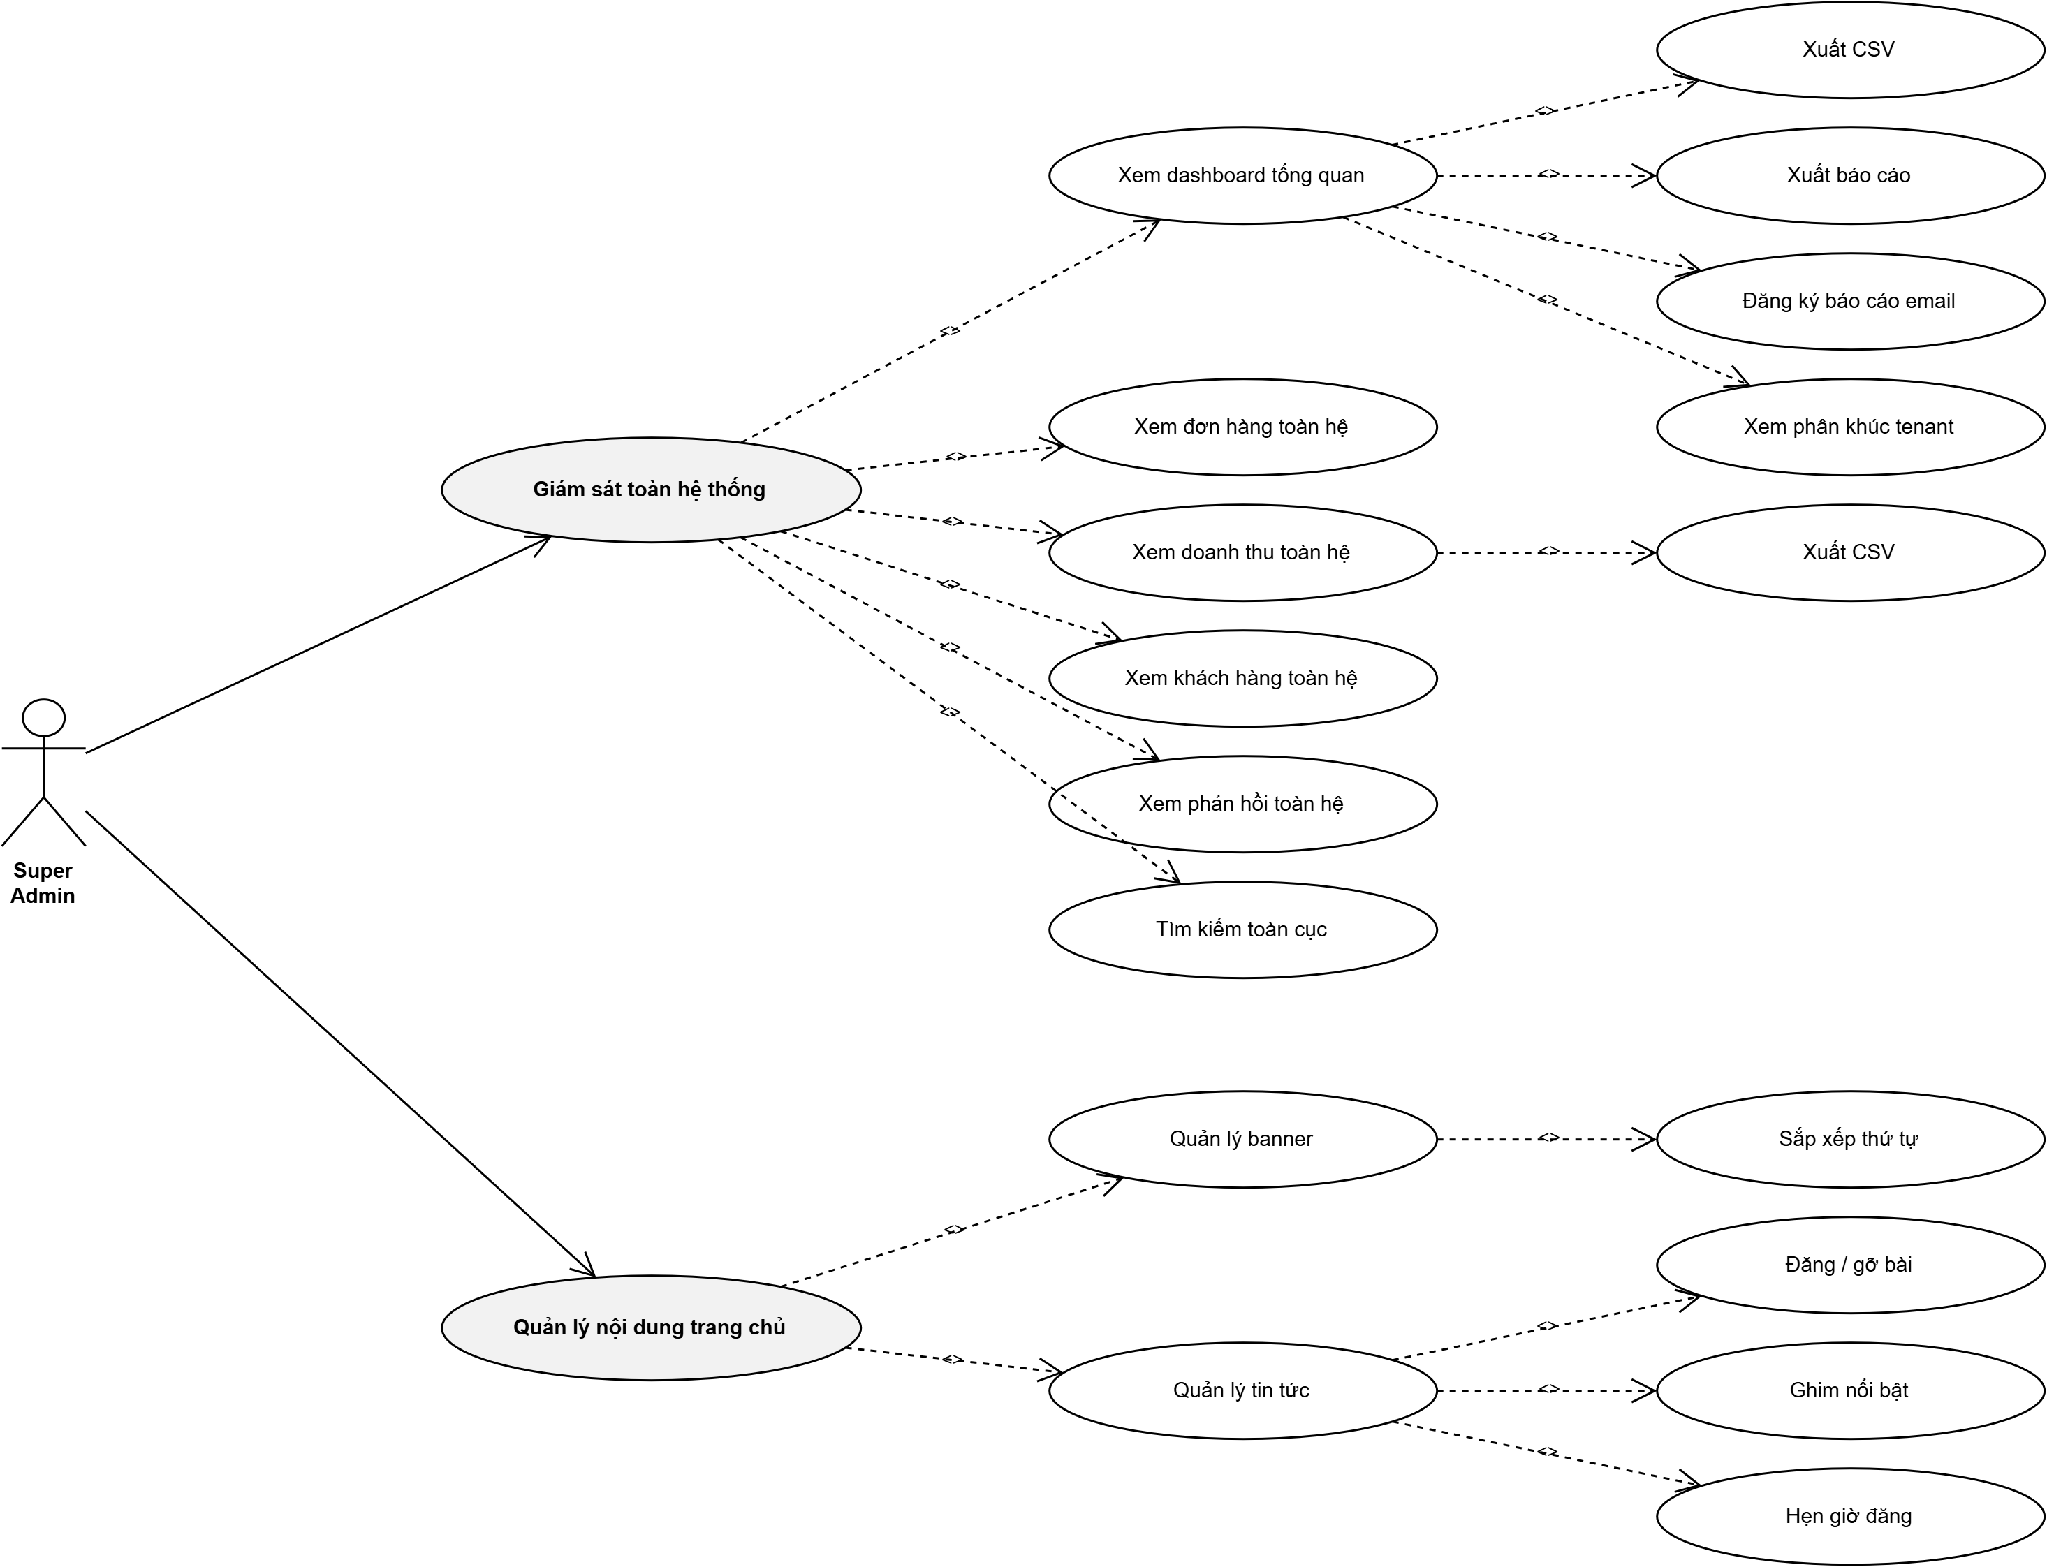 Xuất CSV
<>
Xem dashboard tổng quan
<>
Xuất báo cáo
<>
Đăng ký báo cáo email
<>
<>
Xem đơn hàng toàn hệ
Xem phân khúc tenant
<>
Giám sát toàn hệ thống
<>
Xem doanh thu toàn hệ
<>
Xuất CSV
<>
Xem khách hàng toàn hệ
<>
<>
Xem phản hồi toàn hệ
Super
Admin
Tìm kiếm toàn cục
Quản lý banner
<>
Sắp xếp thứ tự
<>
Đăng / gỡ bài
Quản lý nội dung trang chủ
<>
<>
Quản lý tin tức
<>
Ghim nổi bật
<>
Hẹn giờ đăng